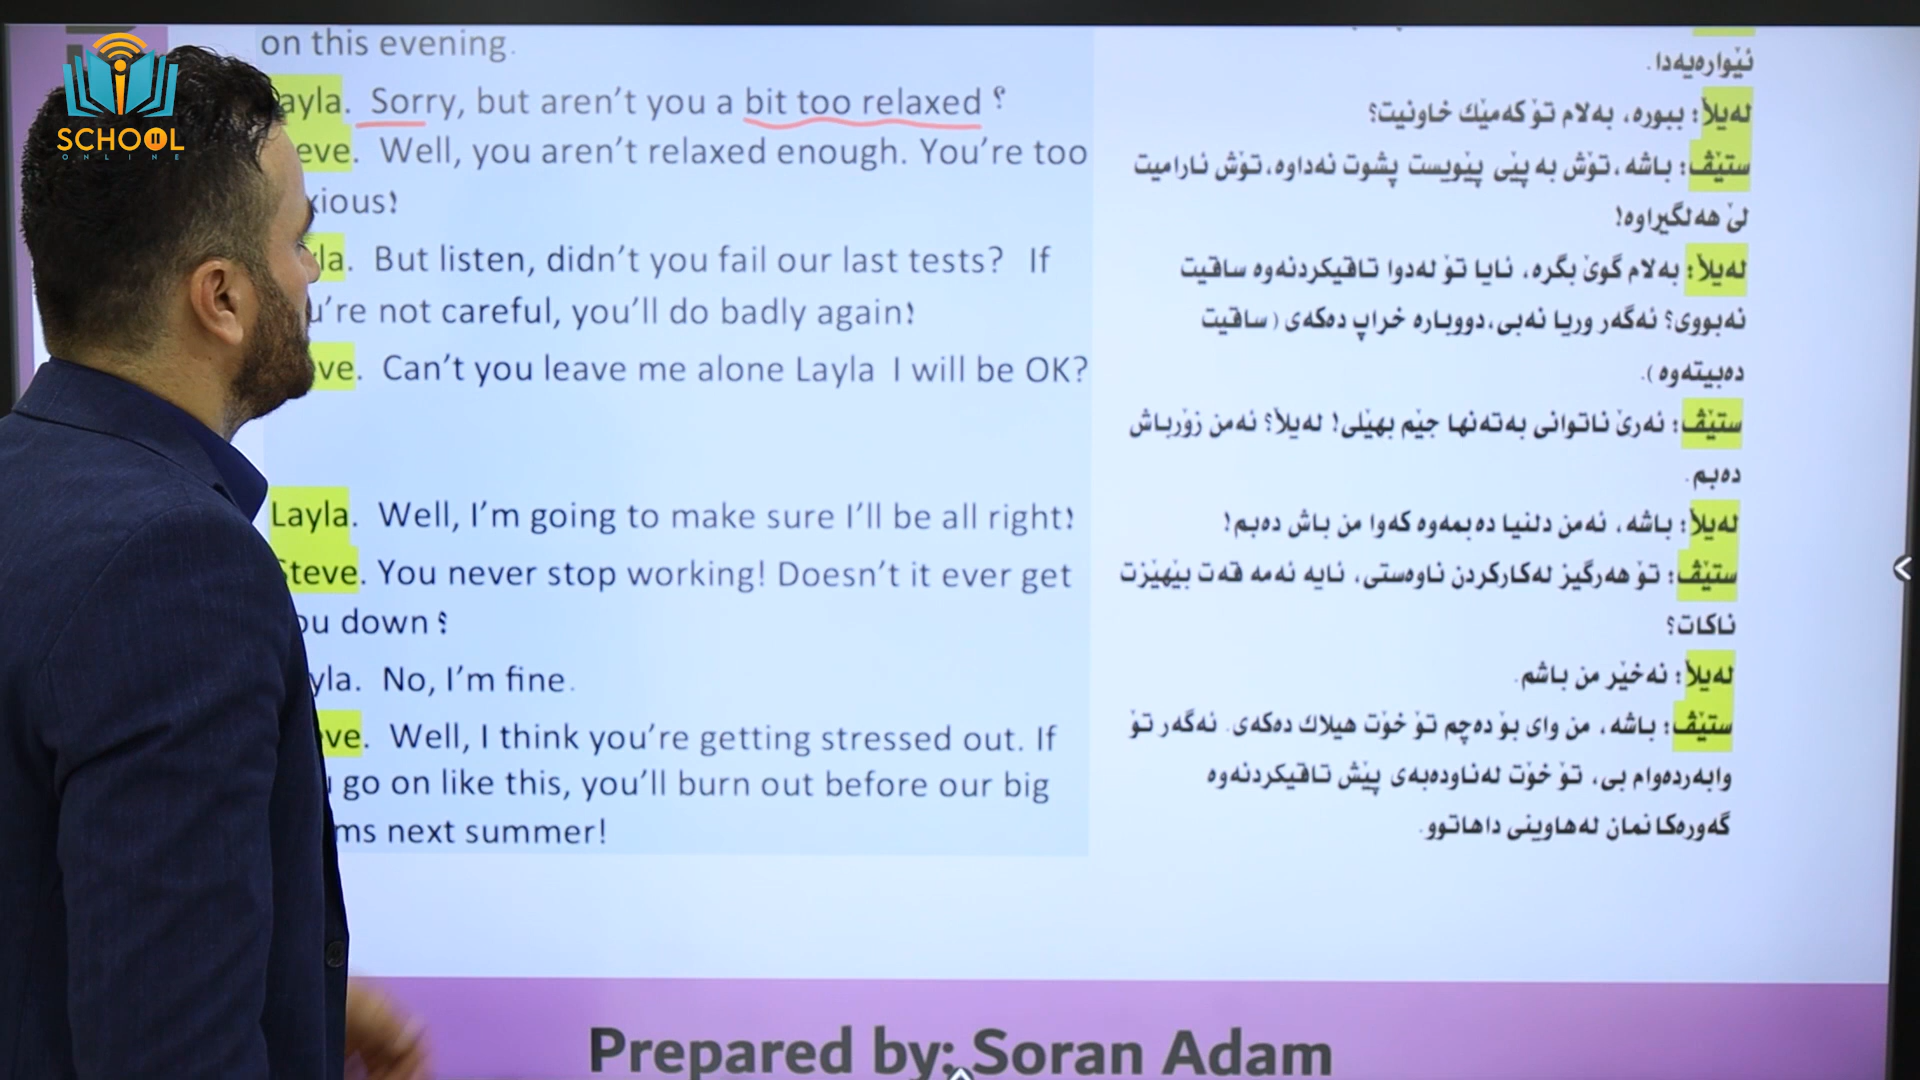 SCHOOL
ONLINE
on this evening.
ayla. Sorry, but aren't you a bit too relaxed ؟
eve. Well, you aren't relaxed enough. You're too
xious!
la. But listen, didn't you fail our last tests? If
u're not careful, you'll do badly again!
ve. Can't you leave me alone Layla I will be OK?
Layla. Well, I'm going to make sure I'll be all right!
Steve. You never stop working! Doesn't it ever get
ou down ؟
yla. No, I'm fine.
ve. Well, I think you're getting stressed out. If
go on like this, you'll burn out before our big
ms next summer!
ئێوارەیەدا.
لەیلا: ببورە، بەلام تۆ کەمێك خاونیت؟
ستێڤ: باشە، تۆش بە پێی پێویست پشوت نەداوە، تۆش ئارامیت
لێ هەلگیراوە!
لەیلا: بەلام گوێ بگرە، ئایا تۆ لەدوا تاقیکردنەوە ساقیت
نەبووی؟ ئەگەر وریا نەبی، دووبارە خراپ دەکەی ( ساقیت
دەبیتەوە ).
ستێڤ: ئەرێ ناتوانی بەتەنها جێم بهێلی! لەیلا؟ ئەمن زۆرباش
دەبم.
لەیلا: باشە، ئەمن دلنیا دەبمەوە کەوا من باش دەبم!
ستێڤ: تۆ هەرگیز لەکارکردن ناوەستی، ئایە ئەمە قەت بێهێزت
ناکات؟
لەیلا: نەخێر من باشم.
ستێڤ: باشە، من وای بۆ دەچم تۆ خۆت هیلاك دەکەی. ئەگەر تۆ
وابەردەوام بی، تۆ خۆت لەناودەبەی پێش تاقیکردنەوە
گەورەکانمان لەهاوینی داهاتوو.
Prepared by: Soran Adam